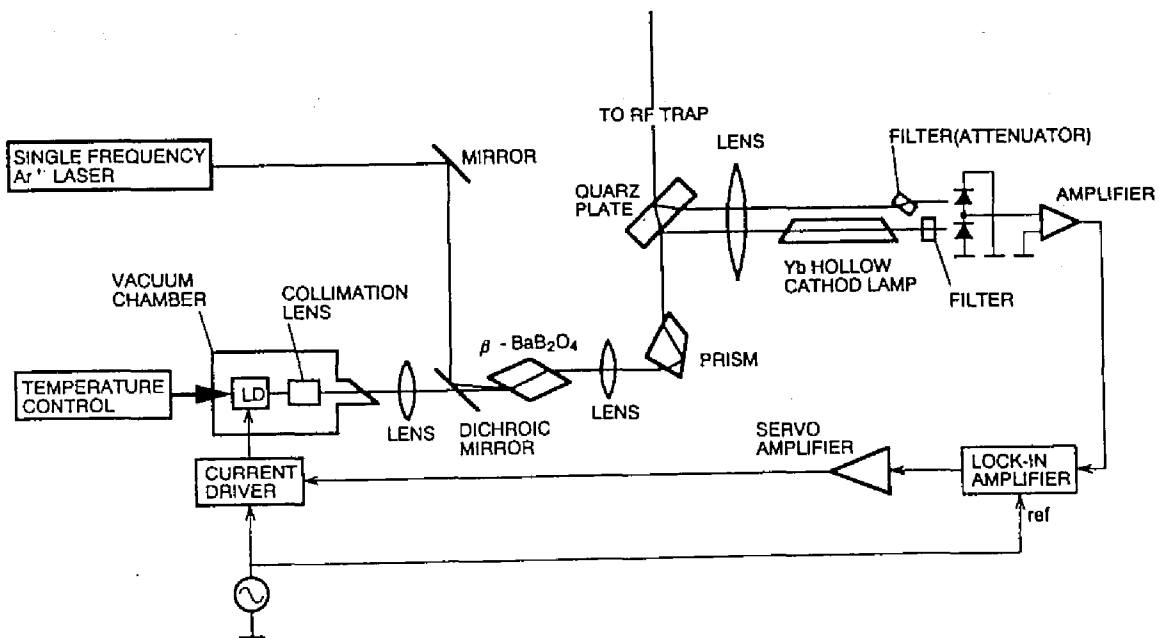 TO RF TRAP
SINGLE FREQUENCY
Ar⁺ LASER
MIRROR
LENS
FILTER(ATTENUATOR)
QUARZ
PLATE
AMPLIFIER
Yb HOLLOW
CATHOD LAMP
FILTER
VACUUM
CHAMBER
COLLIMATION
LENS
β - BaB₂O₄
PRISM
TEMPERATURE
CONTROL
LD
LENS
DICHROIC
MIRROR
LENS
SERVO
AMPLIFIER
CURRENT
DRIVER
LOCK-IN
AMPLIFIER
ref